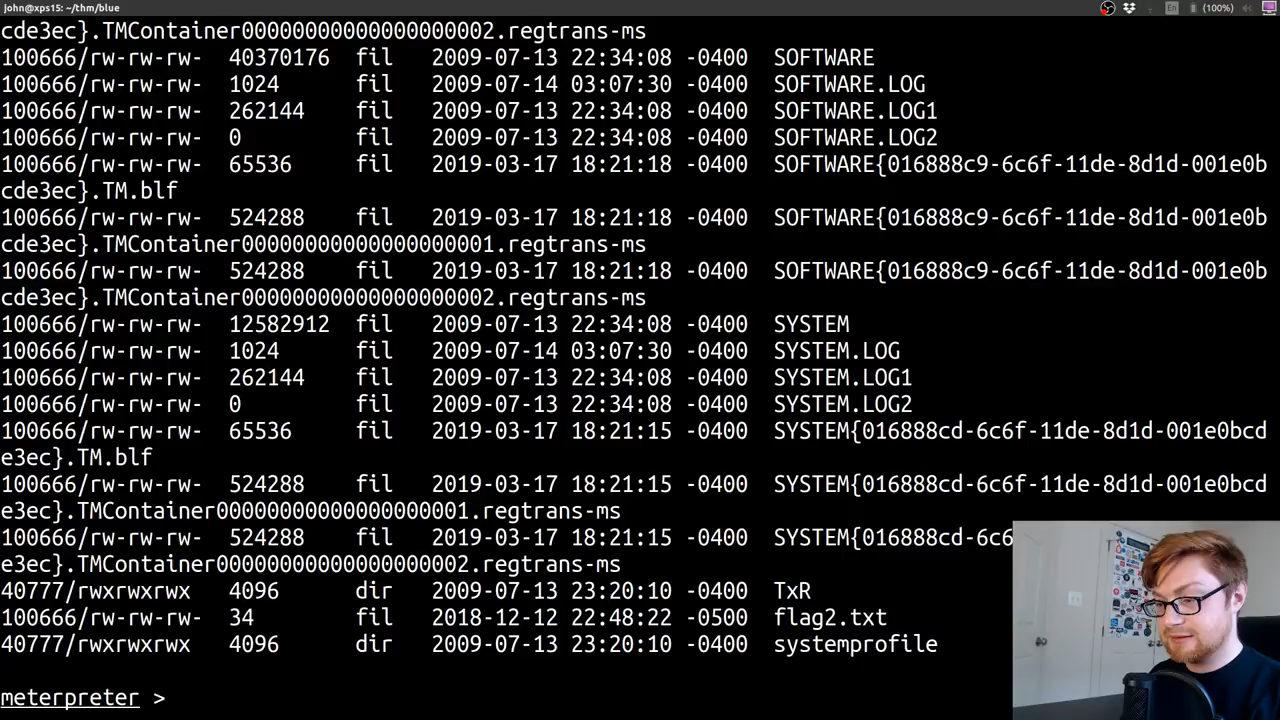 john@xps15: ~/thm/blue
En
(100%)
cde3ec}.TMContainer00000000000000000002.regtrans-ms
100666/rw-rw-rw- 40370176 fil 2009-07-13 22:34:08 -0400 SOFTWARE
100666/rw-rw-rw- 1024 fil 2009-07-14 03:07:30 -0400 SOFTWARE.LOG
100666/rw-rw-rw- 262144 fil 2009-07-13 22:34:08 -0400 SOFTWARE.LOG1
100666/rw-rw-rw- 0 fil 2009-07-13 22:34:08 -0400 SOFTWARE.LOG2
100666/rw-rw-rw- 65536 fil 2019-03-17 18:21:18 -0400 SOFTWARE{016888c9-6c6f-11de-8d1d-001e0b
cde3ec}.TM.blf
100666/rw-rw-rw- 524288 fil 2019-03-17 18:21:18 -0400 SOFTWARE{016888c9-6c6f-11de-8d1d-001e0b
cde3ec}.TMContainer00000000000000000001.regtrans-ms
100666/rw-rw-rw- 524288 fil 2019-03-17 18:21:18 -0400 SOFTWARE{016888c9-6c6f-11de-8d1d-001e0b
cde3ec}.TMContainer00000000000000000002.regtrans-ms
100666/rw-rw-rw- 12582912 fil 2009-07-13 22:34:08 -0400 SYSTEM
100666/rw-rw-rw- 1024 fil 2009-07-14 03:07:30 -0400 SYSTEM.LOG
100666/rw-rw-rw- 262144 fil 2009-07-13 22:34:08 -0400 SYSTEM.LOG1
100666/rw-rw-rw- 0 fil 2009-07-13 22:34:08 -0400 SYSTEM.LOG2
100666/rw-rw-rw- 65536 fil 2019-03-17 18:21:15 -0400 SYSTEM{016888cd-6c6f-11de-8d1d-001e0bcd
e3ec}.TM.blf
100666/rw-rw-rw- 524288 fil 2019-03-17 18:21:15 -0400 SYSTEM{016888cd-6c6f-11de-8d1d-001e0bcd
e3ec}.TMContainer00000000000000000001.regtrans-ms
100666/rw-rw-rw- 524288 fil 2019-03-17 18:21:15 -0400 SYSTEM{016888cd-6c6
e3ec}.TMContainer00000000000000000002.regtrans-ms
40777/rwxrwxrwx 4096 dir 2009-07-13 23:20:10 -0400 TxR
100666/rw-rw-rw- 34 fil 2018-12-12 22:48:22 -0500 flag2.txt
40777/rwxrwxrwx 4096 dir 2009-07-13 23:20:10 -0400 systemprofile
meterpreter >